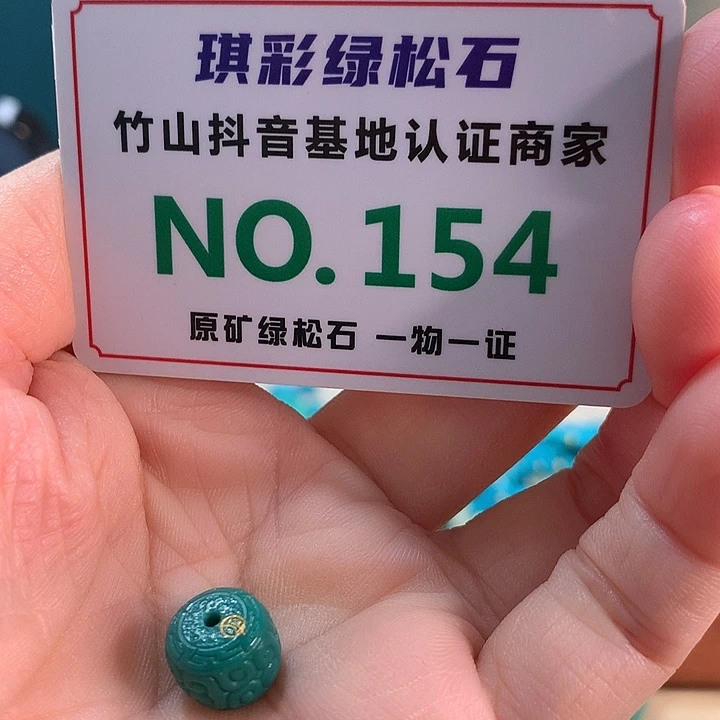 琪彩绿松石
竹山抖音基地认证商家
NO.154
原矿绿松石 一物一证